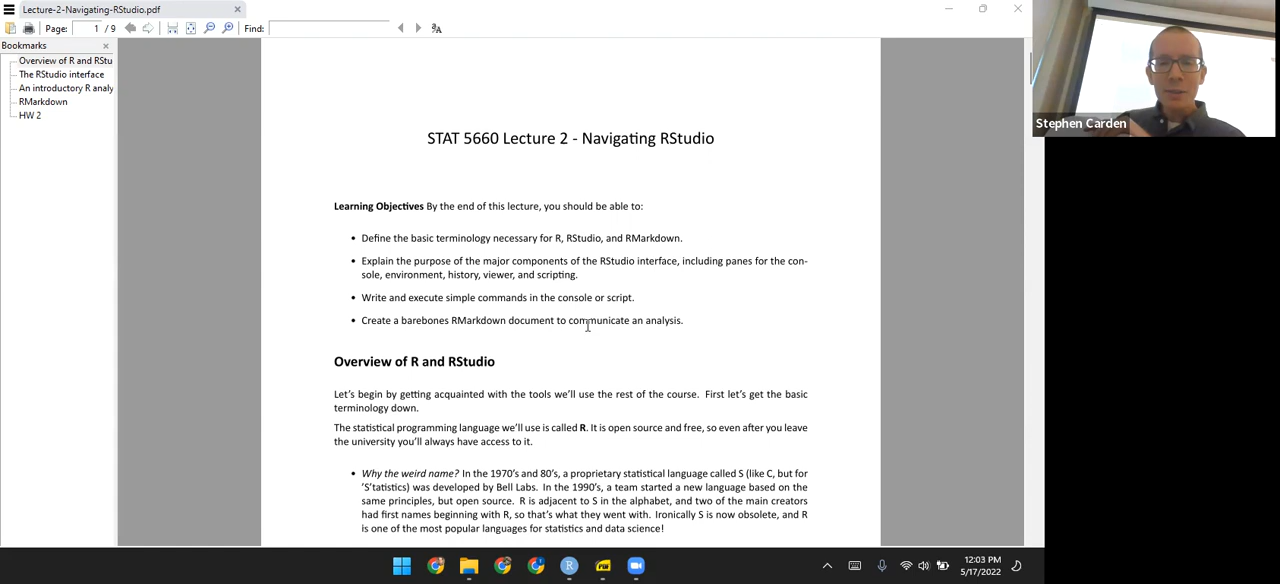 Lecture-2-Navigating-RStudio.pdf
Page: 1 / 9 Find:
Bookmarks
Overview of R and RStu
The RStudio interface
An introductory R analy
RMarkdown
HW 2
STAT 5660 Lecture 2 - Navigating RStudio
Learning Objectives By the end of this lecture, you should be able to:
• Define the basic terminology necessary for R, RStudio, and RMarkdown.
• Explain the purpose of the major components of the RStudio interface, including panes for the con-
sole, environment, history, viewer, and scripting.
• Write and execute simple commands in the console or script.
• Create a barebones RMarkdown document to communicate an analysis.
Overview of R and RStudio
Let's begin by getting acquainted with the tools we'll use the rest of the course. First let's get the basic
terminology down.
The statistical programming language we'll use is called R. It is open source and free, so even after you leave
the university you'll always have access to it.
• Why the weird name? In the 1970's and 80's, a proprietary statistical language called S (like C, but for
'S'tatistics) was developed by Bell Labs. In the 1990's, a team started a new language based on the
same principles, but open source. R is adjacent to S in the alphabet, and two of the main creators
had first names beginning with R, so that's what they went with. Ironically S is now obsolete, and R
is one of the most popular languages for statistics and data science!
Stephen Carden
12:03 PM
5/17/2022